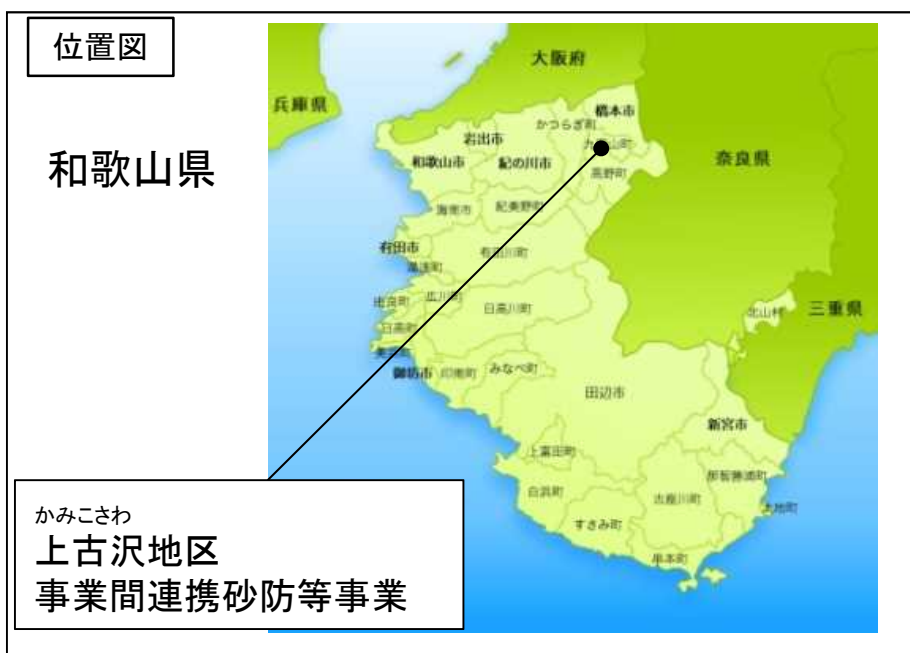 位置図
和歌山県
大阪府
兵庫県
橋本市
かつらぎ町
岩出市
九度山町
和歌山市
紀の川市
奈良県
高野町
海南市
紀美野町
有田市
有田川町
湯浅町
由良町
広川町
日高川町
北山村
三重県
日高町
美浜町
御坊市
印南町
みなべ町
田辺市
新宮市
上富田町
那智勝浦町
白浜町
古座川町
太地町
すさみ町
串本町
かみこさわ
上古沢地区
事業間連携砂防等事業